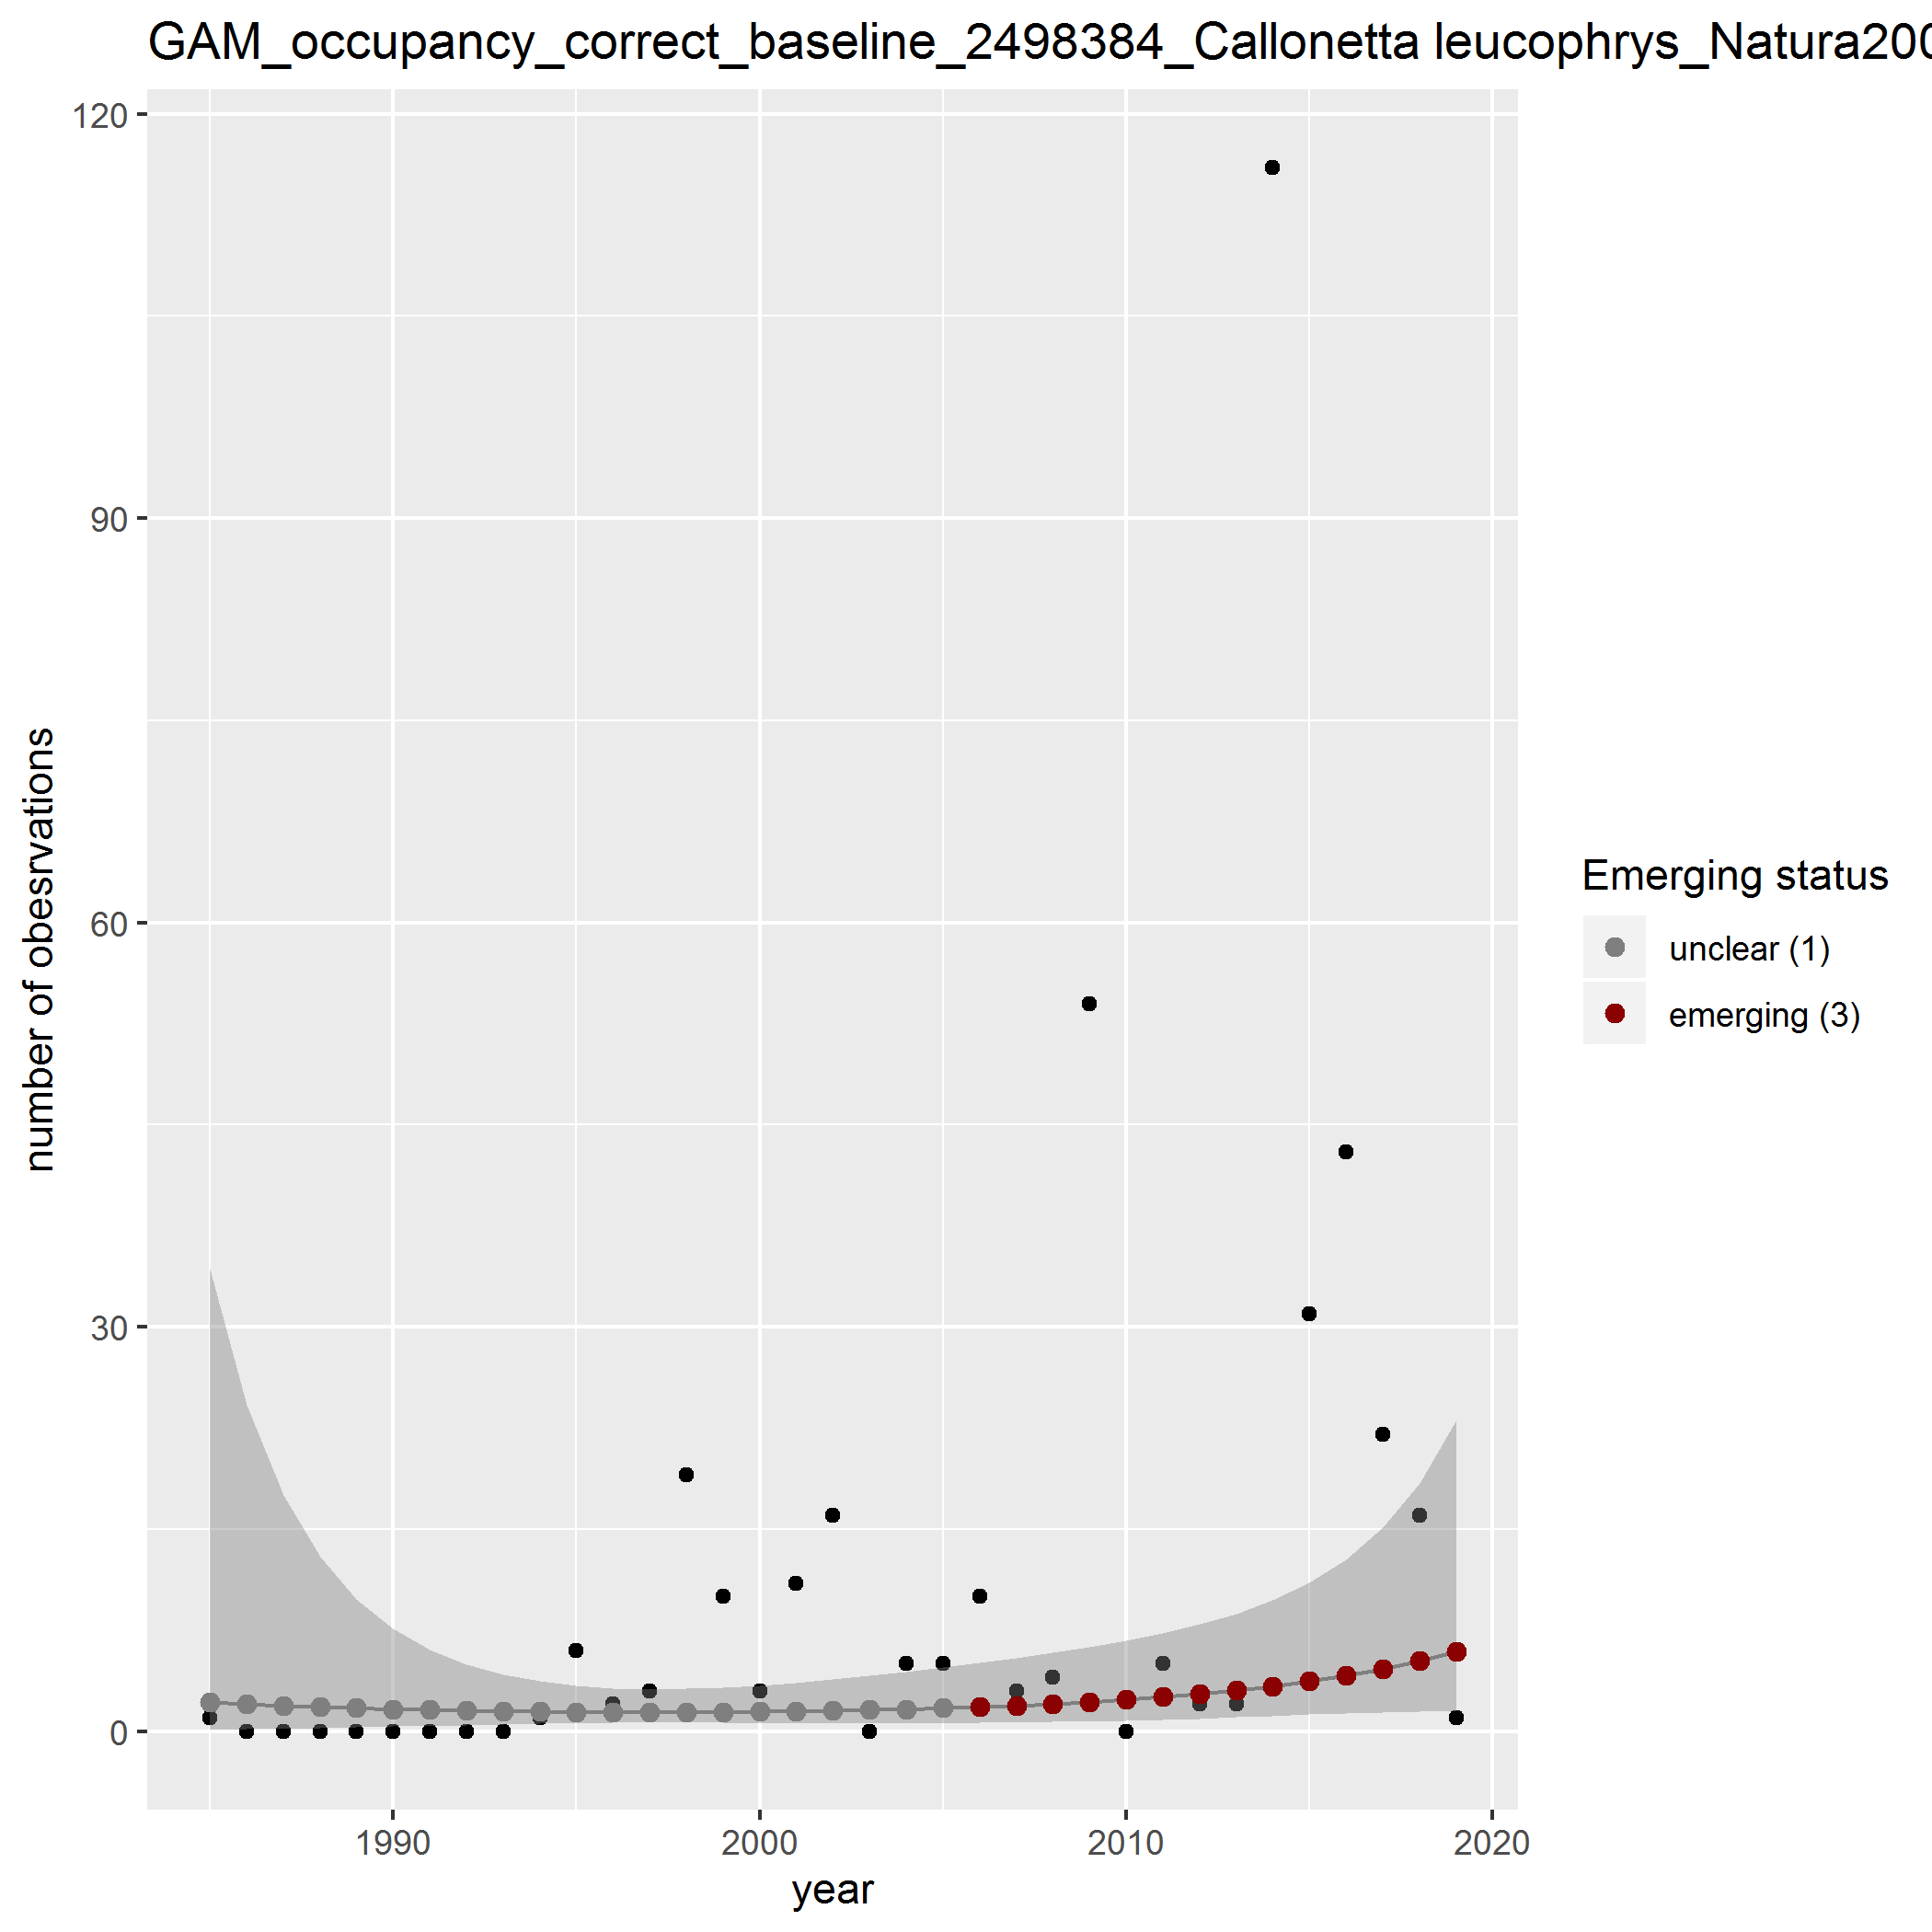 GAM_occupancy_correct_baseline_2498384_Callonetta leucophrys_Natura200
120
90
60
30
0
number of obesrvations
1990
2000
2010
2020
year
Emerging status
unclear (1)
emerging (3)